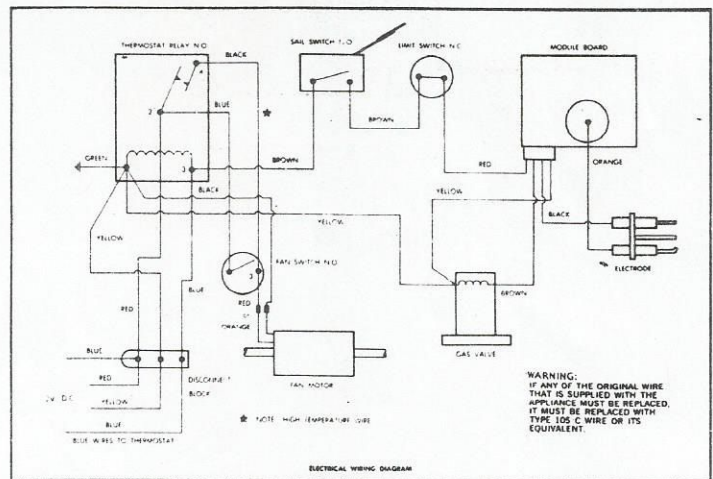 THERMOSTAT RELAY N.O.
BLACK
SAIL SWITCH N.O.
LIMIT SWITCH N.C.
MODULE BOARD
BLUE
2
BROWN
GREEN
3
BROWN
RED
ORANGE
BLACK
YELLOW
YELLOW
BLACK
YELLOW
ELECTRODE
FAN SWITCH N.O.
3
BLUE
RED
RED
BROWN
OR
ORANGE
GAS VALVE
BLUE
RED
DISCONNECT
BLOCK
FAN MOTOR
V. D.C.
YELLOW
BLUE
NOTE: HIGH TEMPERATURE WIRE
BLUE WIRES TO THERMOSTAT
WARNING:
IF ANY OF THE ORIGINAL WIRE
THAT IS SUPPLIED WITH THE
APPLIANCE MUST BE REPLACED,
IT MUST BE REPLACED WITH
TYPE 105 C WIRE OR ITS
EQUIVALENT.
ELECTRICAL WIRING DIAGRAM